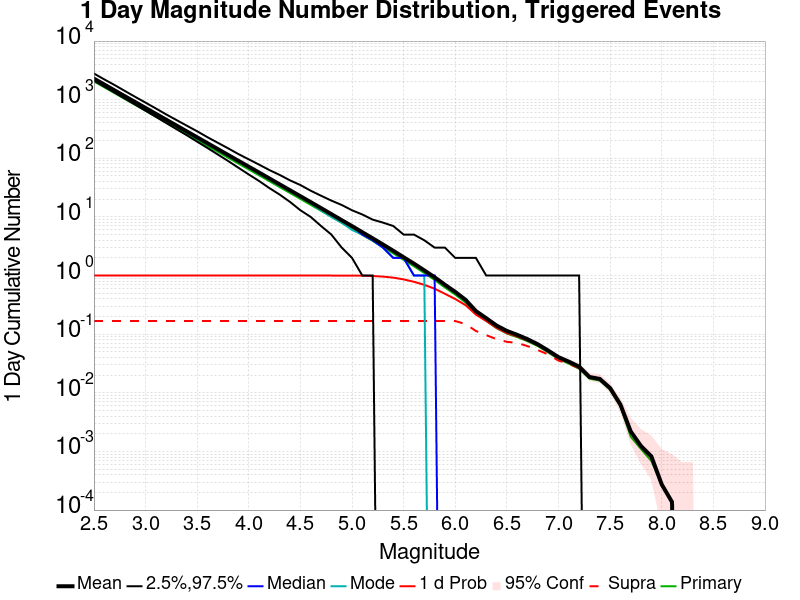 1 Day Magnitude Number Distribution, Triggered Events
1 Day Cumulative Number
10^4
10^3
10^2
10^1
10^0
10^-1
10^-2
10^-3
10^-4
2.5 3.0 3.5 4.0 4.5 5.0 5.5 6.0 6.5 7.0 7.5 8.0 8.5 9.0
Magnitude
Mean 2.5%,97.5% Median Mode 1 d Prob 95% Conf Supra Primary